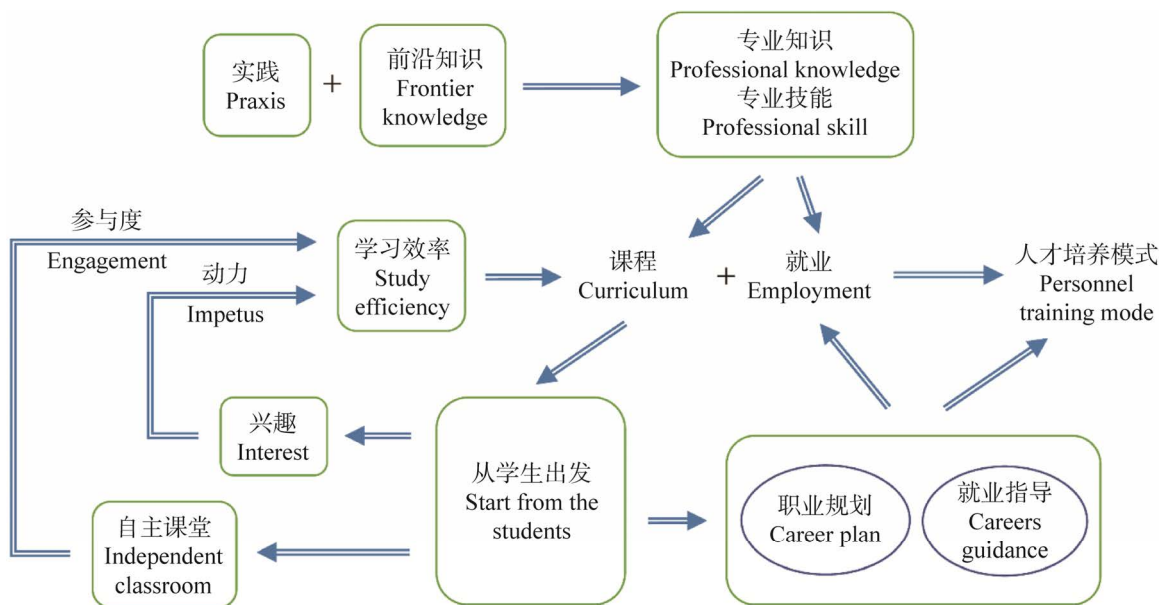 实践
Praxis
+
前沿知识
Frontier
knowledge
专业知识
Professional knowledge
专业技能
Professional skill
参与度
Engagement
动力
Impetus
学习效率
Study
efficiency
课程
Curriculum
+
就业
Employment
人才培养模式
Personnel
training mode
兴趣
Interest
从学生出发
Start from the
students
自主课堂
Independent
classroom
职业规划
Career plan
就业指导
Careers
guidance